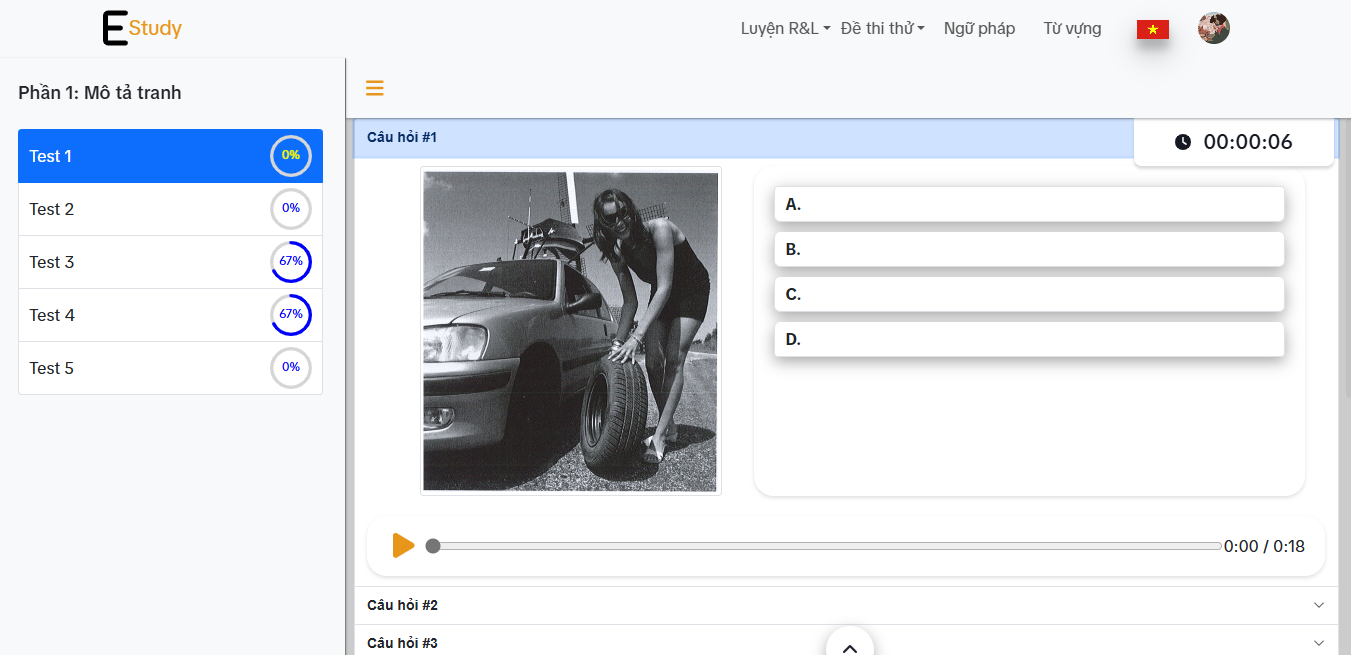 E Study
Luyện R&L Đề thi thử Ngữ pháp Từ vựng
Phần 1: Mô tả tranh
Test 1 0%
Test 2 0%
Test 3 67%
Test 4 67%
Test 5 0%
Câu hỏi #1
00:00:06
A.
B.
C.
D.
0:00 / 0:18
Câu hỏi #2
Câu hỏi #3